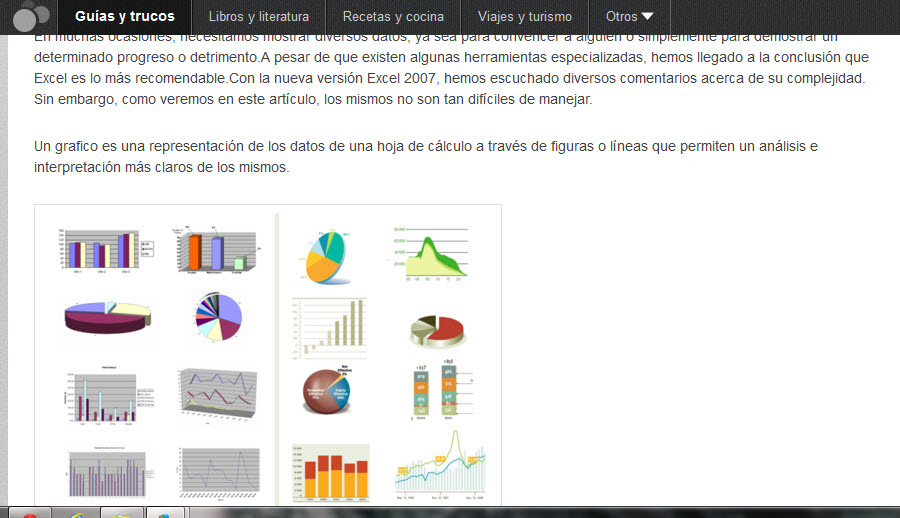 Guías y trucos
Libros y literatura
Recetas y cocina
Viajes y turismo
Otros
En muchas ocasiones, necesitamos mostrar diversos datos, ya sea para convencer a alguien o simplemente para demostrar un
determinado progreso o detrimento.A pesar de que existen algunas herramientas especializadas, hemos llegado a la conclusión que
Excel es lo más recomendable.Con la nueva versión Excel 2007, hemos escuchado diversos comentarios acerca de su complejidad.
Sin embargo, como veremos en este artículo, los mismos no son tan difíciles de manejar.
Un grafico es una representación de los datos de una hoja de cálculo a través de figuras o líneas que permiten un análisis e
interpretación más claros de los mismos.